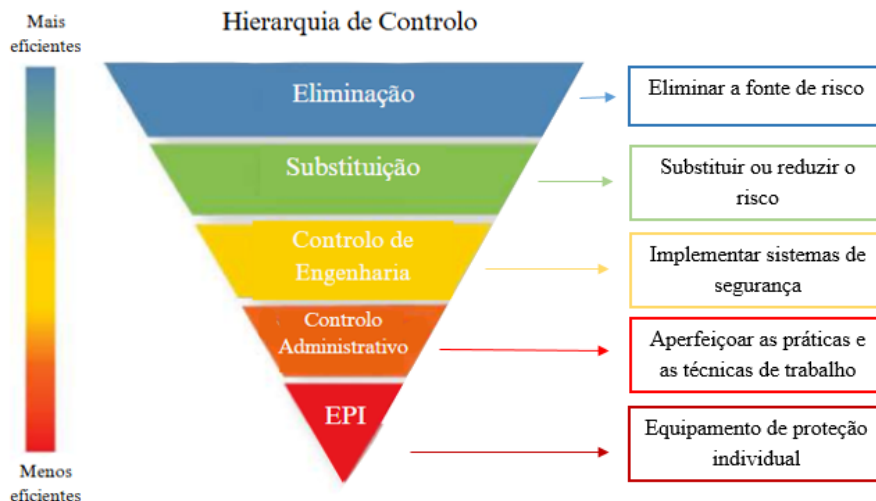 Mais
eficientes
Hierarquia de Controlo
Eliminação
Eliminar a fonte de risco
Substituição
Substituir ou reduzir o
risco
Controlo de
Engenharia
Implementar sistemas de
segurança
Controlo
Administrativo
Aperfeiçoar as práticas e
as técnicas de trabalho
EPI
Equipamento de proteção
individual
Menos
eficientes